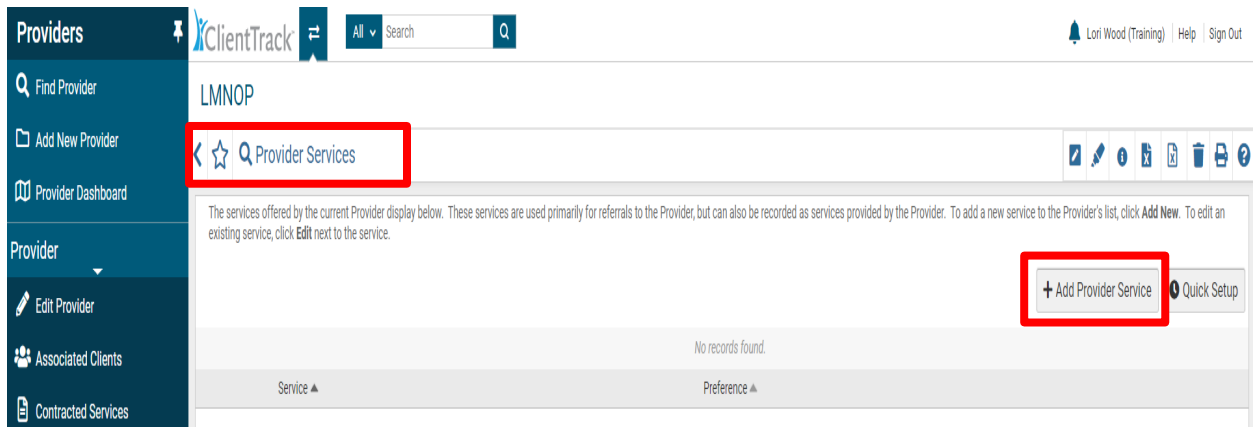 Providers
Find Provider
Add New Provider
Provider Dashboard
Provider
Edit Provider
Associated Clients
Contracted Services
ClientTrack
All
Search
Lori Wood (Training)
Help
Sign Out
LMNOP
Provider Services
The services offered by the current Provider display below. These services are used primarily for referrals to the Provider, but can also be recorded as services provided by the Provider. To add a new service to the Provider's list, click Add New. To edit an
existing service, click Edit next to the service.
+ Add Provider Service
Quick Setup
No records found.
Service
Preference